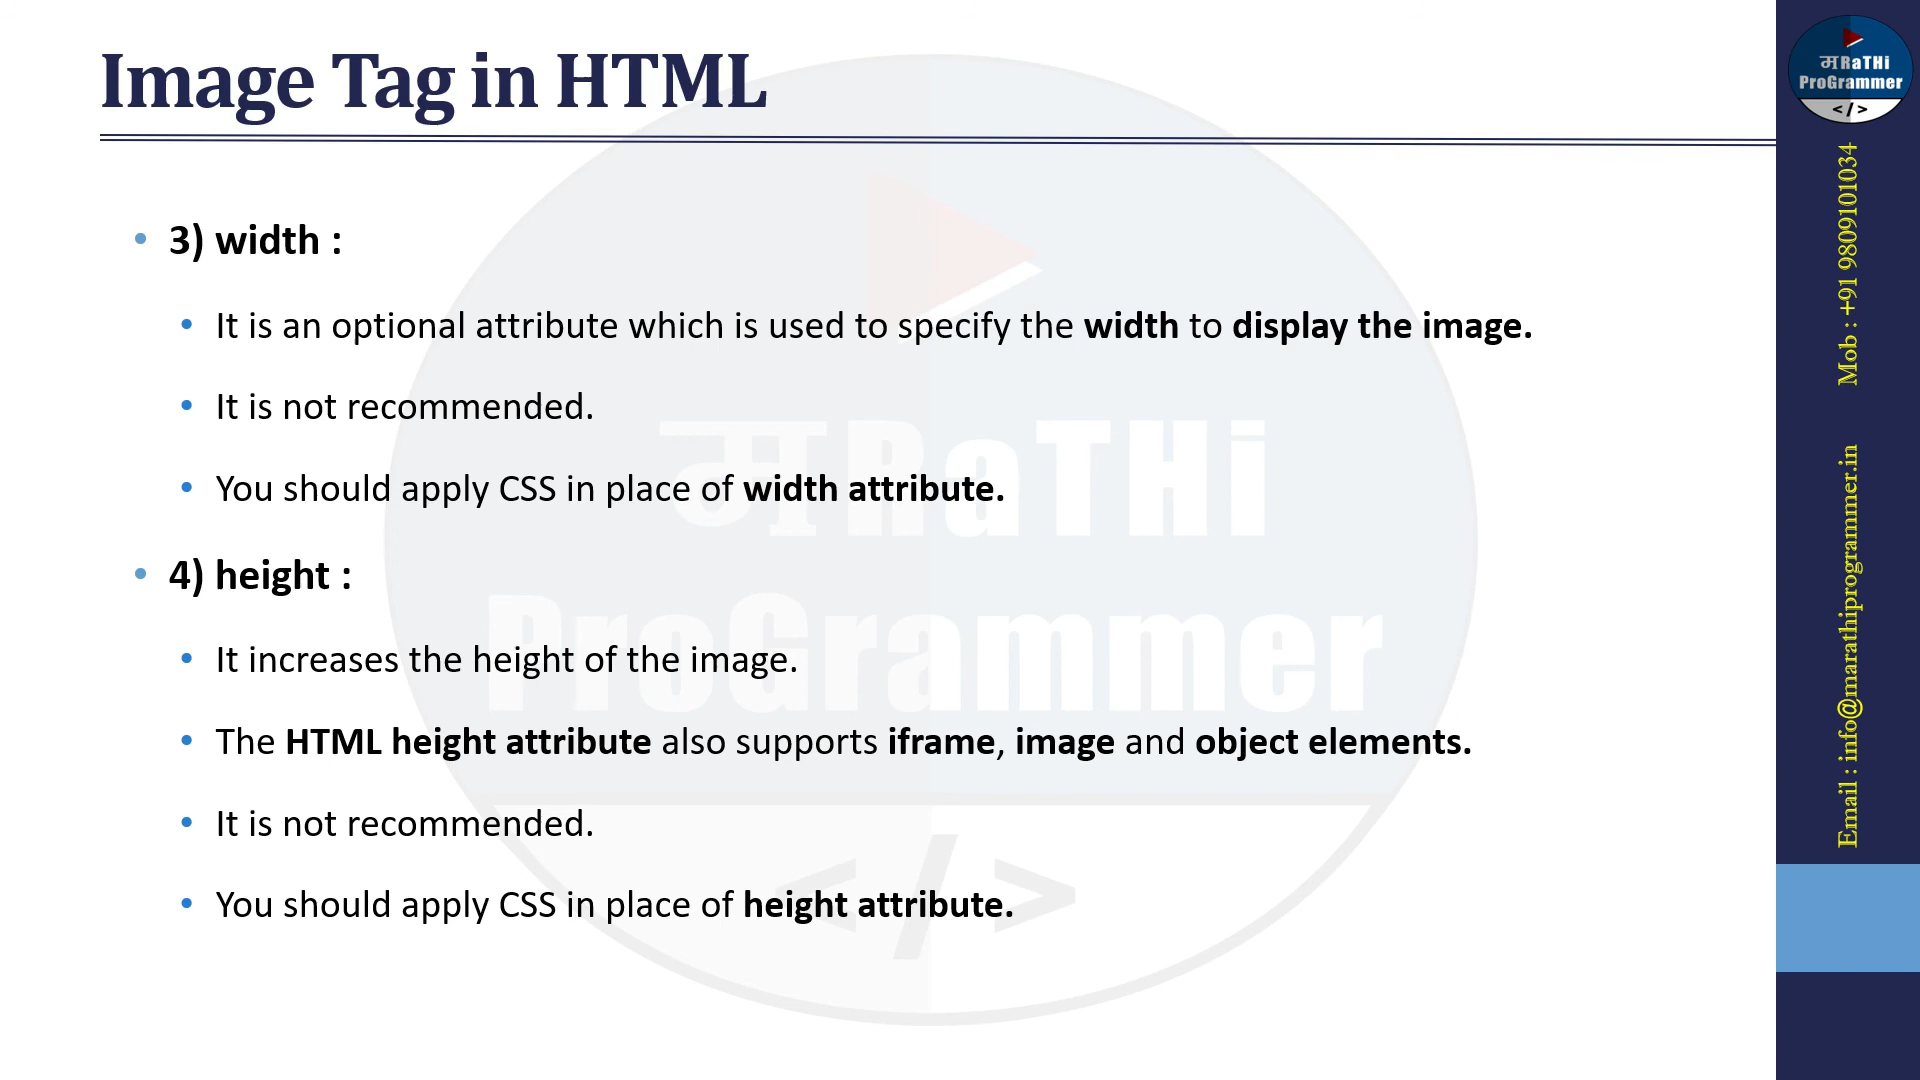 Image Tag in HTML
• 3) width :
• It is an optional attribute which is used to specify the width to display the image.
• It is not recommended.
• You should apply CSS in place of width attribute.
• 4) height :
• It increases the height of the image.
• The HTML height attribute also supports iframe, image and object elements.
• It is not recommended.
• You should apply CSS in place of height attribute.
मRaTHi
ProGrammer
</>
मRaTHi
ProGrammer
</>
Mob : +91 9809101034
Email : info@marathiprogrammer.in